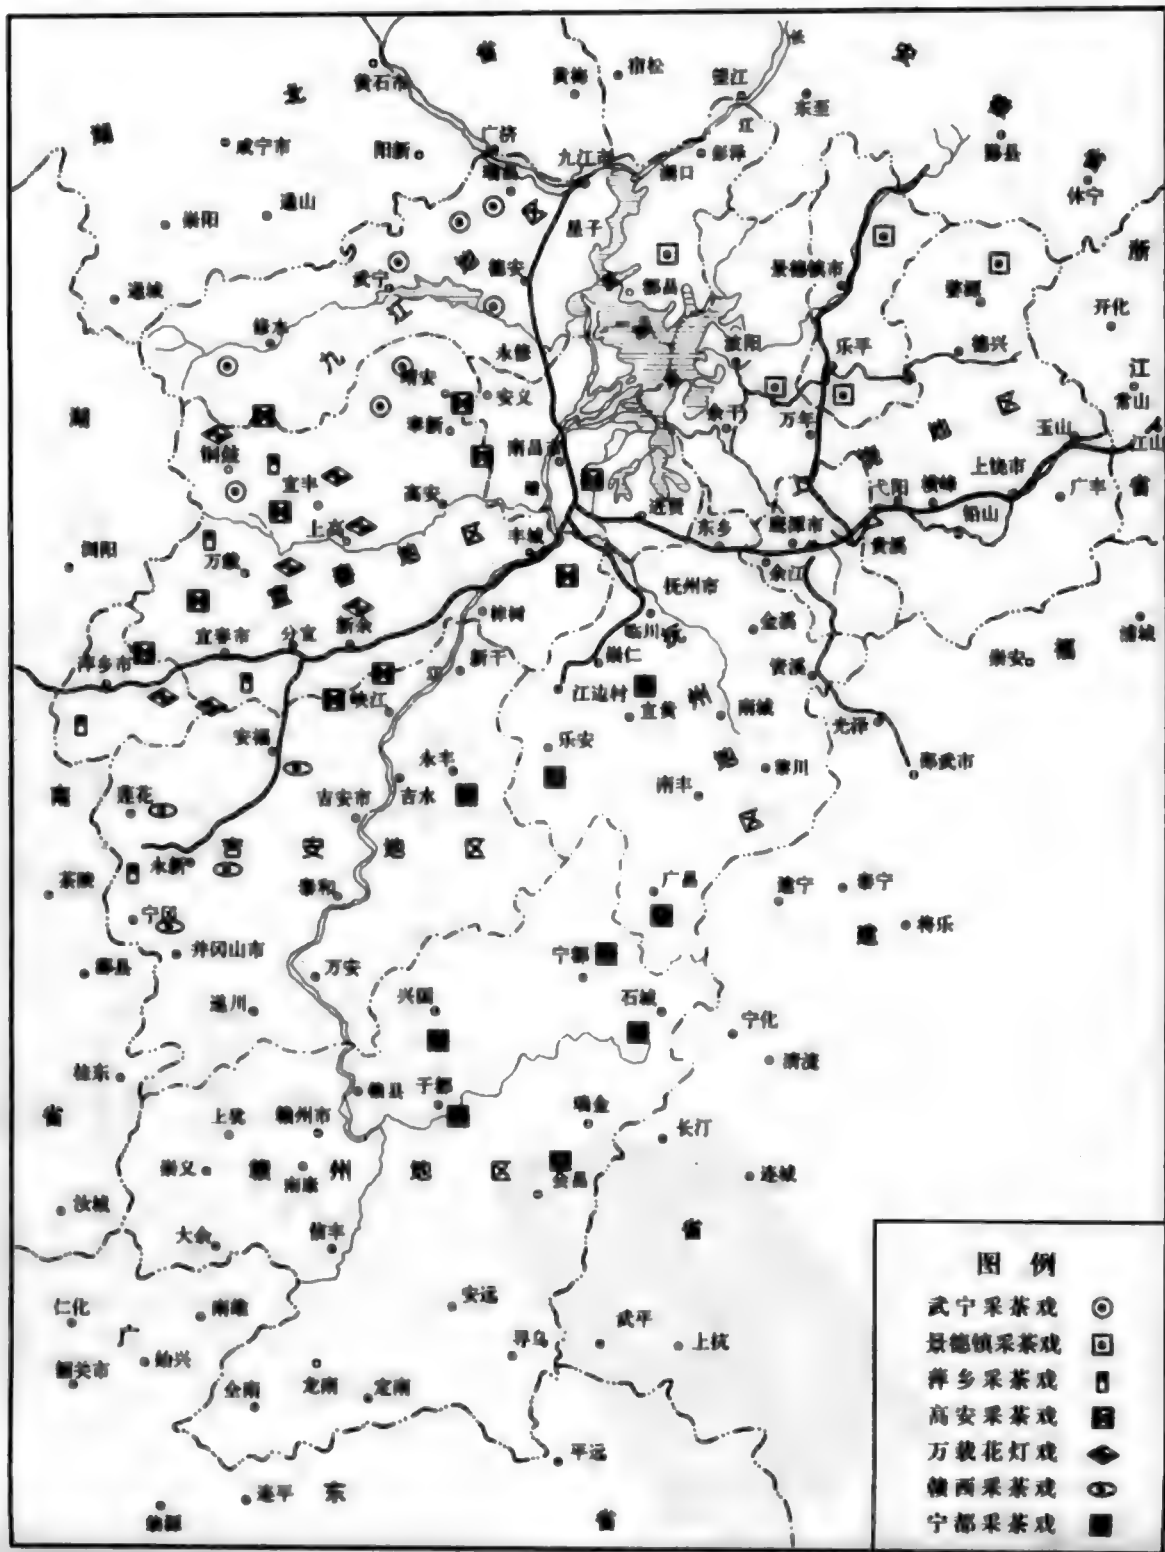 湖
北
省
安
徽
省
黄石市
黄梅
宿松
望江
长
江
东至
咸宁市
阳新
广济
九江市
湖口
彭泽
黟县
休宁
瑞昌
崇阳
通山
星子
浙
武宁
德安
都昌
景德镇市
婺源
开化
通城
江
修水
九
永修
波阳
乐平
德兴
江
常山
靖安
安义
湖
奉新
余干
万年
玉山
江山
铜鼓
南昌市
上饶市
宜丰
高安
弋阳
横峰
广丰
省
上高
丰城
进贤
东乡
鹰潭市
铅山
贵溪
浏阳
万载
地
区
余江
抚州市
宜
樟树
临川
金溪
浦城
宜春市
分宜
新余
崇仁
崇安
福
萍乡市
新干
资溪
峡江
江边村
宜黄
州
南城
光泽
安福
乐安
邵武市
永丰
南丰
黎川
南
莲花
吉安市
吉水
区
吉
安
地
区
永新
茶陵
泰和
广昌
建宁
泰宁
宁冈
将乐
建
井冈山市
宁都
酃县
万安
遂川
兴国
石城
宁化
清流
桂东
赣县
于都
瑞金
省
上犹
赣州市
长汀
崇义
赣
州
地
区
南康
会昌
连城
汝城
大余
信丰
省
仁化
南雄
安远
武平
广
始兴
寻乌
上杭
韶关市
全南
龙南
定南
平远
连平
东
翁源
省
图 例
武宁采茶戏
景德镇采茶戏
萍乡采茶戏
高安采茶戏
万载花灯戏
赣西采茶戏
宁都采茶戏